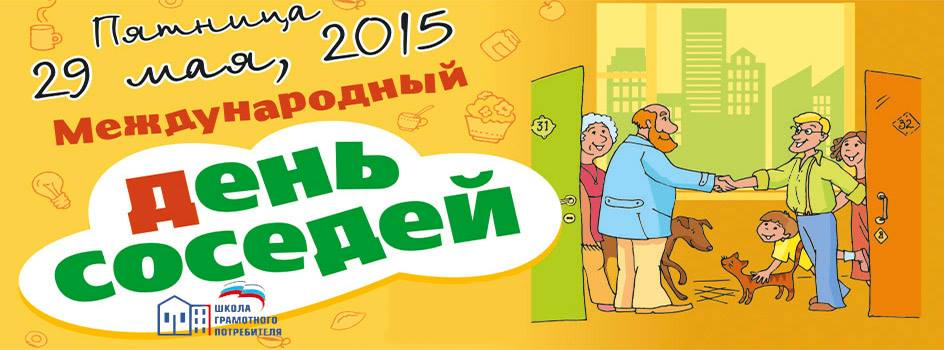 Пятница
29 мая, 2015
Международный
День
соседей
ШКОЛА
ГРАМОТНОГО
ПОТРЕБИТЕЛЯ
31
32